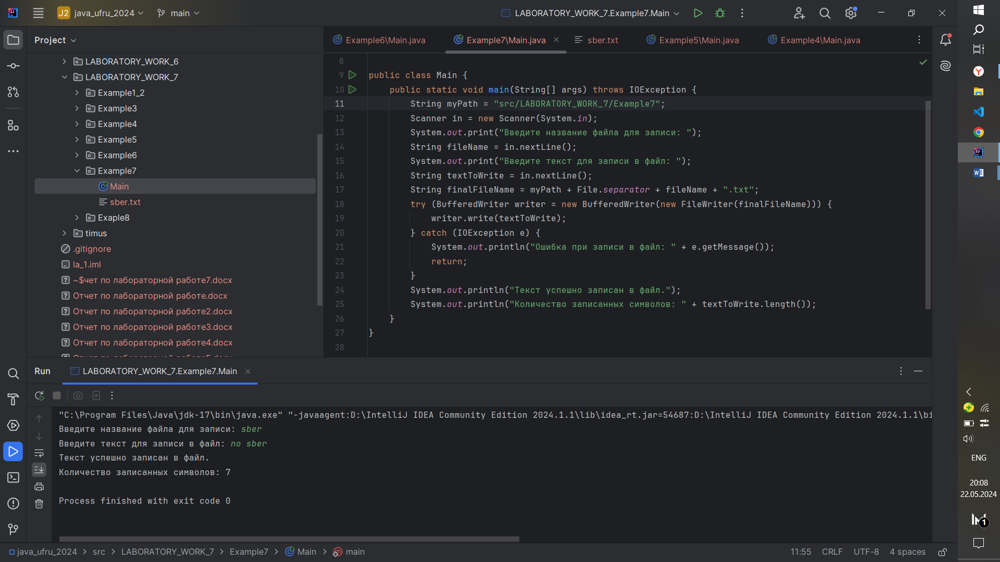 J2 java_ufru_2024 main LABORATORY_WORK_7.Example7.Main
Project
LABORATORY_WORK_6
LABORATORY_WORK_7
Example1_2
Example3
Example4
Example5
Example6
Example7
Main
sber.txt
Exaple8
timus
.gitignore
la_1.iml
~$чет по лабораторной работе7.docx
Отчет по лабораторной работе.docx
Отчет по лабораторной работе2.docx
Отчет по лабораторной работе3.docx
Отчет по лабораторной работе4.docx
Example6\Main.java Example7\Main.java sber.txt Example5\Main.java Example4\Main.java
8
9 public class Main {
10 public static void main(String[] args) throws IOException {
11 String myPath = "src/LABORATORY_WORK_7/Example7";
12 Scanner in = new Scanner(System.in);
13 System.out.print("Введите название файла для записи: ");
14 String fileName = in.nextLine();
15 System.out.print("Введите текст для записи в файл: ");
16 String textToWrite = in.nextLine();
17 String finalFileName = myPath + File.separator + fileName + ".txt";
18 try (BufferedWriter writer = new BufferedWriter(new FileWriter(finalFileName))) {
19 writer.write(textToWrite);
20 } catch (IOException e) {
21 System.out.println("Ошибка при записи в файл: " + e.getMessage());
22 return;
23 }
24 System.out.println("Текст успешно записан в файл.");
25 System.out.println("Количество записанных символов: " + textToWrite.length());
26 }
27 }
28
Run LABORATORY_WORK_7.Example7.Main
"C:\Program Files\Java\jdk-17\bin\java.exe" "-javaagent:D:\IntelliJ IDEA Community Edition 2024.1.1\lib\idea_rt.jar=54687:D:\IntelliJ IDEA Community Edition 2024.1.1\bi
Введите название файла для записи: sber
Введите текст для записи в файл: no sber
Текст успешно записан в файл.
Количество записанных символов: 7
Process finished with exit code 0
java_ufru_2024 > src > LABORATORY_WORK_7 > Example7 > Main > main
11:55 CRLF UTF-8 4 spaces
ENG
20:08
22.05.2024
1